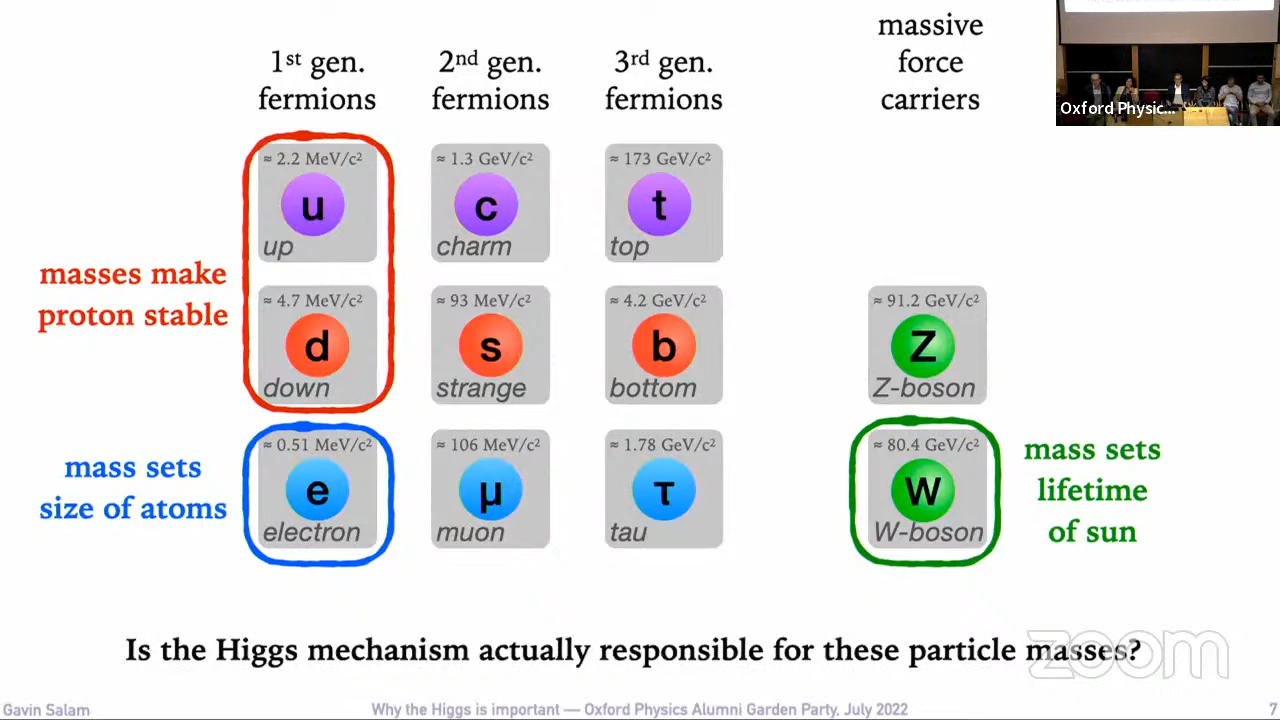 1st gen.
fermions
2nd gen.
fermions
3rd gen.
fermions
massive
force
carriers
Oxford Physic...
≈ 2.2 MeV/c²
u
up
≈ 1.3 GeV/c²
c
charm
≈ 173 GeV/c²
t
top
masses make
proton stable
≈ 4.7 MeV/c²
d
down
≈ 93 MeV/c²
s
strange
≈ 4.2 GeV/c²
b
bottom
≈ 91.2 GeV/c²
Z
Z-boson
mass sets
size of atoms
≈ 0.51 MeV/c²
e
electron
≈ 106 MeV/c²
μ
muon
≈ 1.78 GeV/c²
τ
tau
≈ 80.4 GeV/c²
W
W-boson
mass sets
lifetime
of sun
Is the Higgs mechanism actually responsible for these particle masses?
zoom
Gavin Salam
Why the Higgs is important — Oxford Physics Alumni Garden Party, July 2022
7